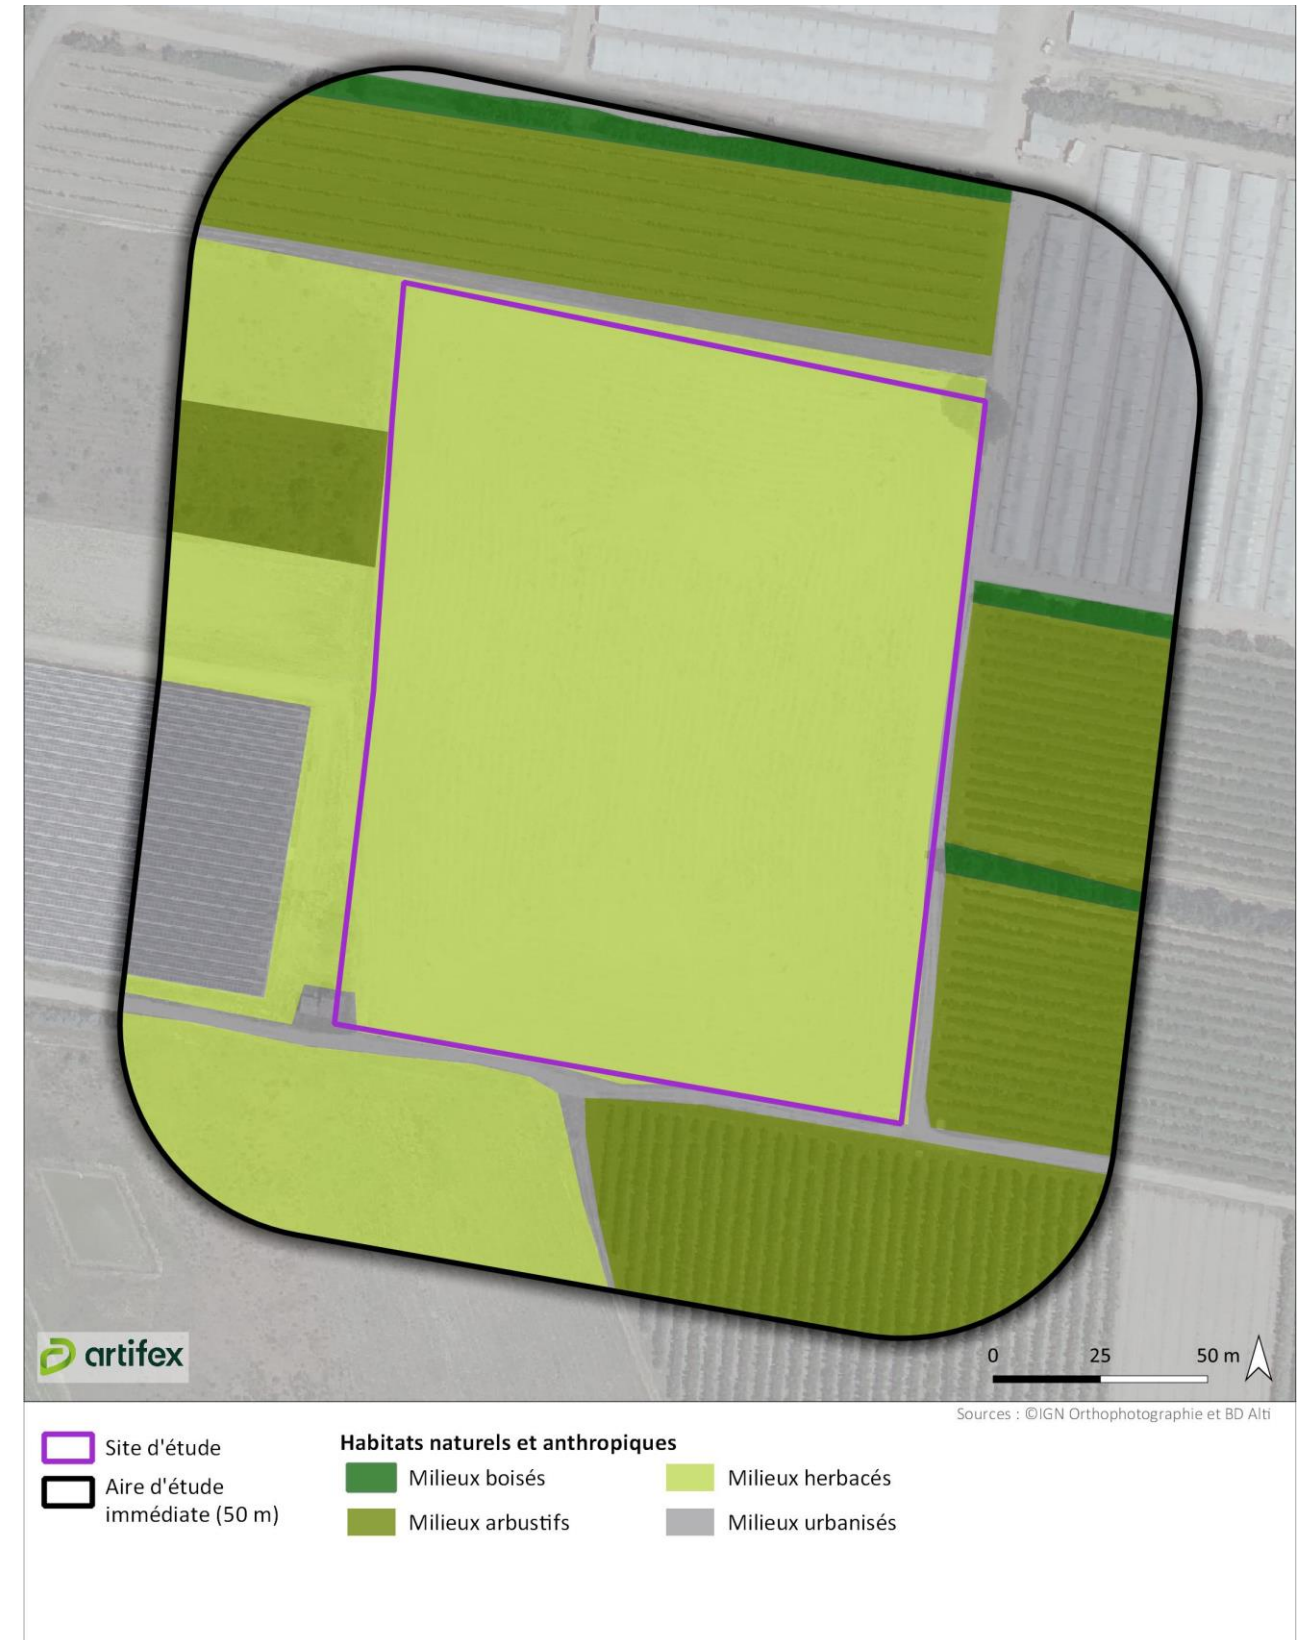 artifex
0 25 50 m
Sources : ©IGN Orthophotographie et BD Alti
Site d'étude
Aire d'étude
immédiate (50 m)
Habitats naturels et anthropiques
Milieux boisés
Milieux arbustifs
Milieux herbacés
Milieux urbanisés